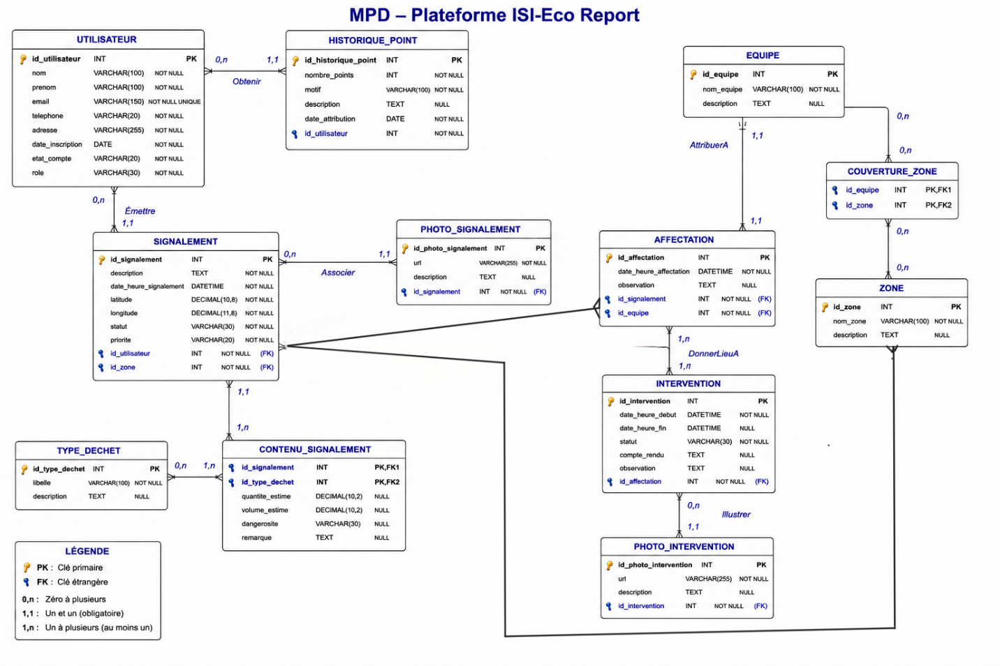 MPD – Plateforme ISI-Eco Report
UTILISATEUR
id_utilisateur INT PK
nom VARCHAR(100) NOT NULL
prenom VARCHAR(100) NOT NULL
email VARCHAR(150) NOT NULL UNIQUE
telephone VARCHAR(20) NOT NULL
adresse VARCHAR(255) NOT NULL
date_inscription DATE NOT NULL
etat_compte VARCHAR(20) NOT NULL
role VARCHAR(30) NOT NULL
0,n 1,1
Obtenir
HISTORIQUE_POINT
id_historique_point INT PK
nombre_points INT NOT NULL
motif VARCHAR(100) NOT NULL
description TEXT NULL
date_attribution DATE NOT NULL
id_utilisateur INT NOT NULL
EQUIPE
id_equipe INT PK
nom_equipe VARCHAR(100) NOT NULL
description TEXT NULL
0,n
0,n
1,1
AttribuerA
1,1
COUVERTURE_ZONE
id_equipe INT PK,FK1
id_zone INT PK,FK2
0,n
0,n
ZONE
id_zone INT PK
nom_zone VARCHAR(100) NOT NULL
description TEXT NULL
0,n
Émettre
1,1
SIGNALEMENT
id_signalement INT PK
description TEXT NOT NULL
date_heure_signalement DATETIME NOT NULL
latitude DECIMAL(10,8) NOT NULL
longitude DECIMAL(11,8) NOT NULL
statut VARCHAR(30) NOT NULL
priorite VARCHAR(20) NOT NULL
id_utilisateur INT NOT NULL (FK)
id_zone INT NOT NULL (FK)
0,n 1,1
Associer
PHOTO_SIGNALEMENT
id_photo_signalement INT PK
url VARCHAR(255) NOT NULL
description TEXT NULL
id_signalement INT NOT NULL (FK)
AFFECTATION
id_affectation INT PK
date_heure_affectation DATETIME NOT NULL
observation TEXT NULL
id_signalement INT NOT NULL (FK)
id_equipe INT NOT NULL (FK)
1,n
DonnerLieuA
1,n
INTERVENTION
id_intervention INT PK
date_heure_debut DATETIME NOT NULL
date_heure_fin DATETIME NULL
statut VARCHAR(30) NOT NULL
compte_rendu TEXT NULL
observation TEXT NULL
id_affectation INT NOT NULL (FK)
0,n
Illustrer
1,1
PHOTO_INTERVENTION
id_photo_intervention INT PK
url VARCHAR(255) NOT NULL
description TEXT NULL
id_intervention INT NOT NULL (FK)
1,1
1,n
TYPE_DECHET
id_type_dechet INT PK
libelle VARCHAR(100) NOT NULL
description TEXT NULL
0,n 1,n
CONTENU_SIGNALEMENT
id_signalement INT PK,FK1
id_type_dechet INT PK,FK2
quantite_estime DECIMAL(10,2) NULL
volume_estime DECIMAL(10,2) NULL
dangerosite VARCHAR(30) NULL
remarque TEXT NULL
LÉGENDE
PK : Clé primaire
FK : Clé étrangère
0,n : Zéro à plusieurs
1,1 : Un et un (obligatoire)
1,n : Un à plusieurs (au moins un)